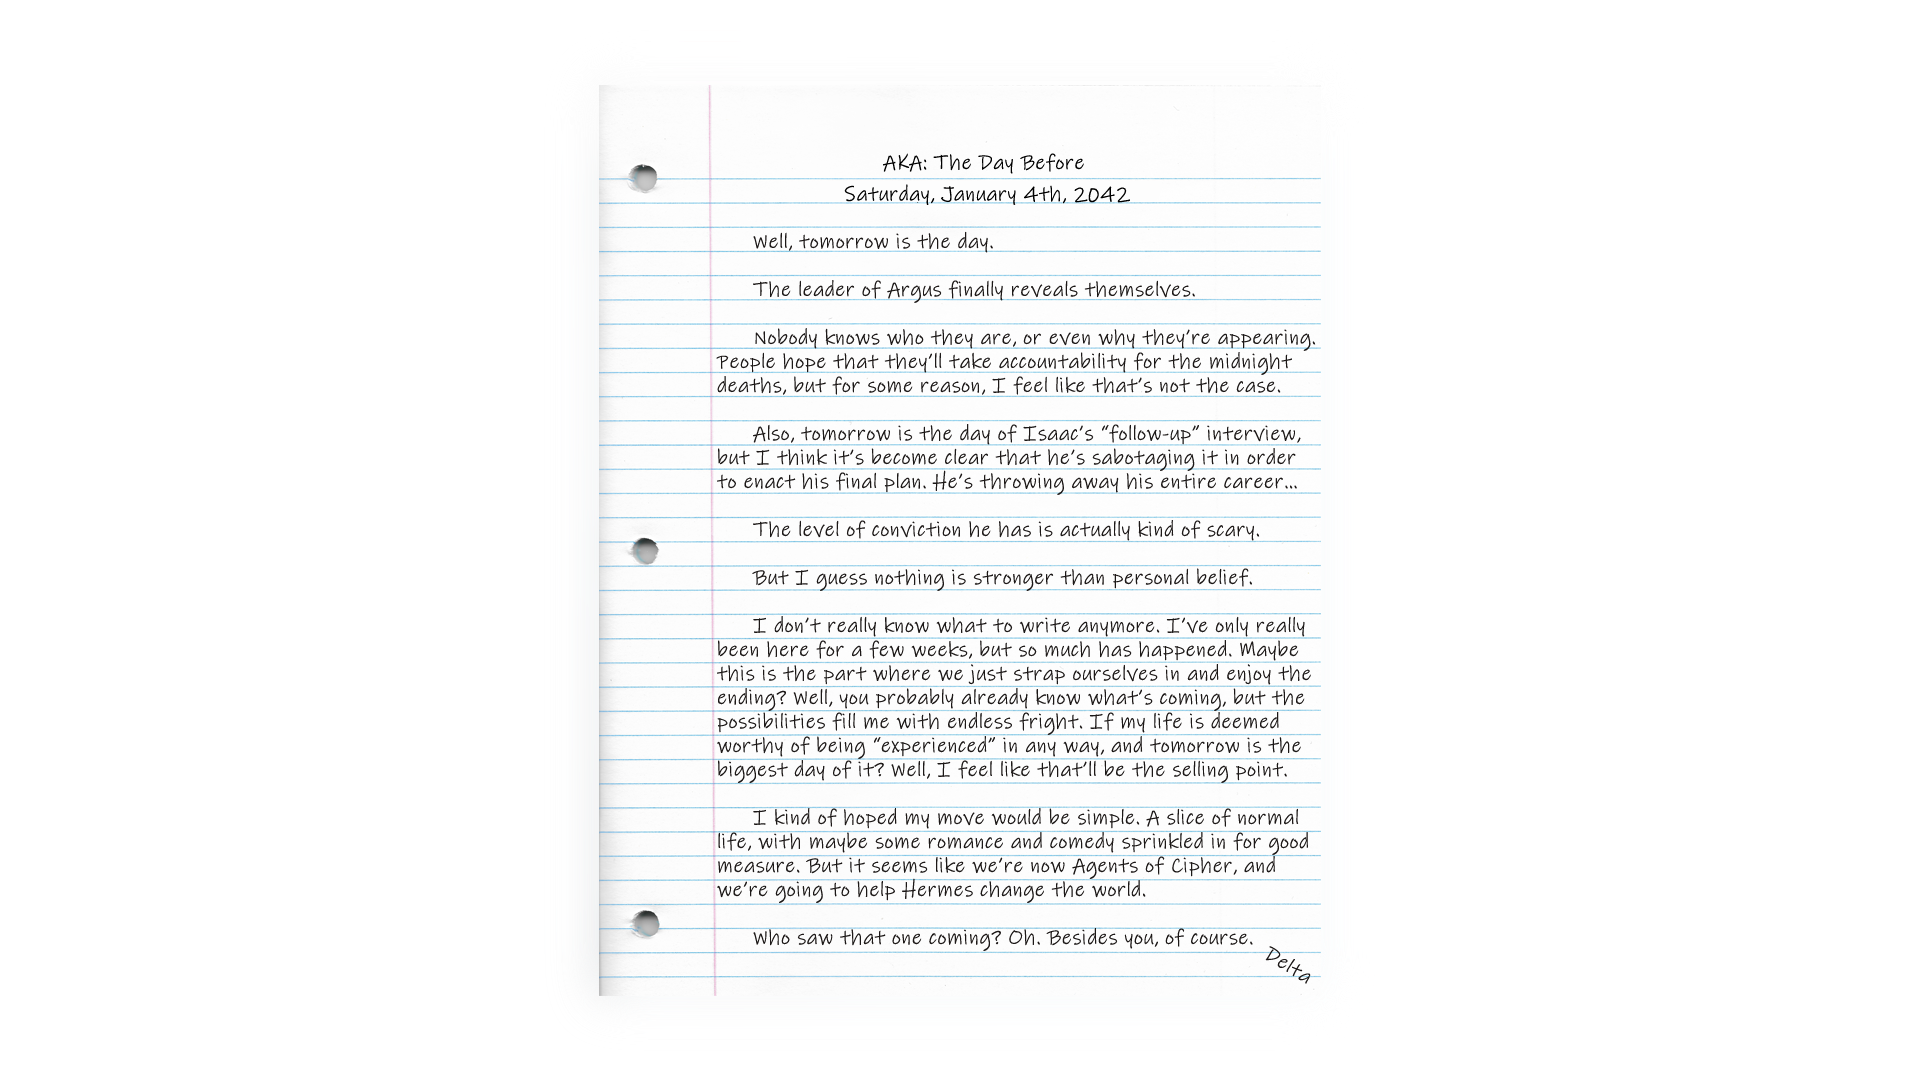 AKA: The Day Before
Saturday, January 4th, 2042
Well, tomorrow is the day.
The leader of Argus finally reveals themselves.
Nobody knows who they are, or even why they're appearing.
People hope that they'll take accountability for the midnight
deaths, but for some reason, I feel like that's not the case.
Also, tomorrow is the day of Isaac's “follow-up” interview,
but I think it's become clear that he's sabotaging it in order
to enact his final plan. He's throwing away his entire career...
The level of conviction he has is actually kind of scary.
But I guess nothing is stronger than personal belief.
I don't really know what to write anymore. I've only really
been here for a few weeks, but so much has happened. Maybe
this is the part where we just strap ourselves in and enjoy the
ending? Well, you probably already know what's coming, but the
possibilities fill me with endless fright. If my life is deemed
worthy of being “experienced” in any way, and tomorrow is the
biggest day of it? Well, I feel like that'll be the selling point.
I kind of hoped my move would be simple. A slice of normal
life, with maybe some romance and comedy sprinkled in for good
measure. But it seems like we're now Agents of Cipher, and
we're going to help Hermes change the world.
Who saw that one coming? Oh. Besides you, of course.
Delta